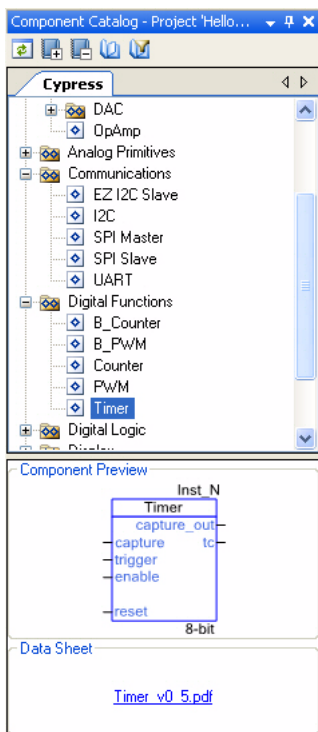 Component Catalog - Project 'Hello...
Cypress
DAC
OpAmp
Analog Primitives
Communications
EZ I2C Slave
I2C
SPI Master
SPI Slave
UART
Digital Functions
B_Counter
B_PWM
Counter
PWM
Timer
Digital Logic
Display
Component Preview
Inst_N
Timer
capture_out
capture tc
trigger
enable
reset
8-bit
Data Sheet
Timer_v0_5.pdf